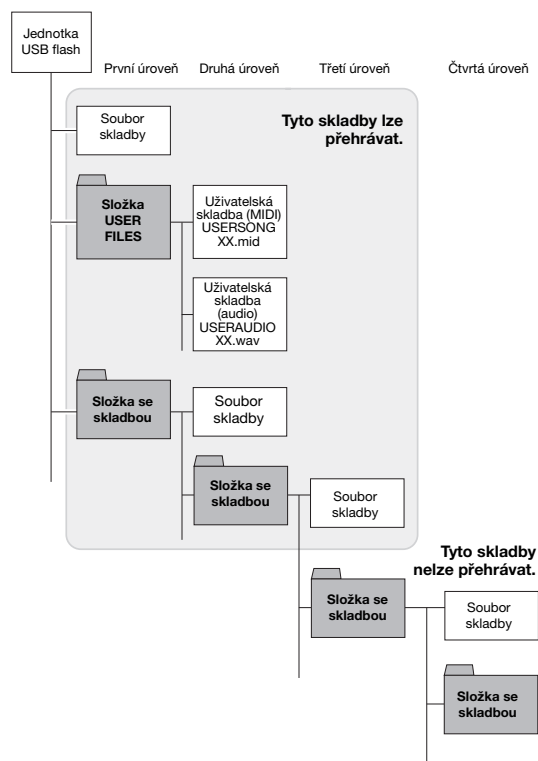 Jednotka
USB flash
První úroveň
Druhá úroveň
Třetí úroveň
Čtvrtá úroveň
Soubor
skladby
Tyto skladby lze
přehrávat.
Složka
USER
FILES
Uživatelská
skladba (MIDI)
USERSONG
XX.mid
Uživatelská
skladba
(audio)
USERAUDIO
XX.wav
Složka se
skladbou
Soubor
skladby
Složka se
skladbou
Soubor
skladby
Tyto skladby
nelze přehrávat.
Složka se
skladbou
Soubor
skladby
Složka se
skladbou